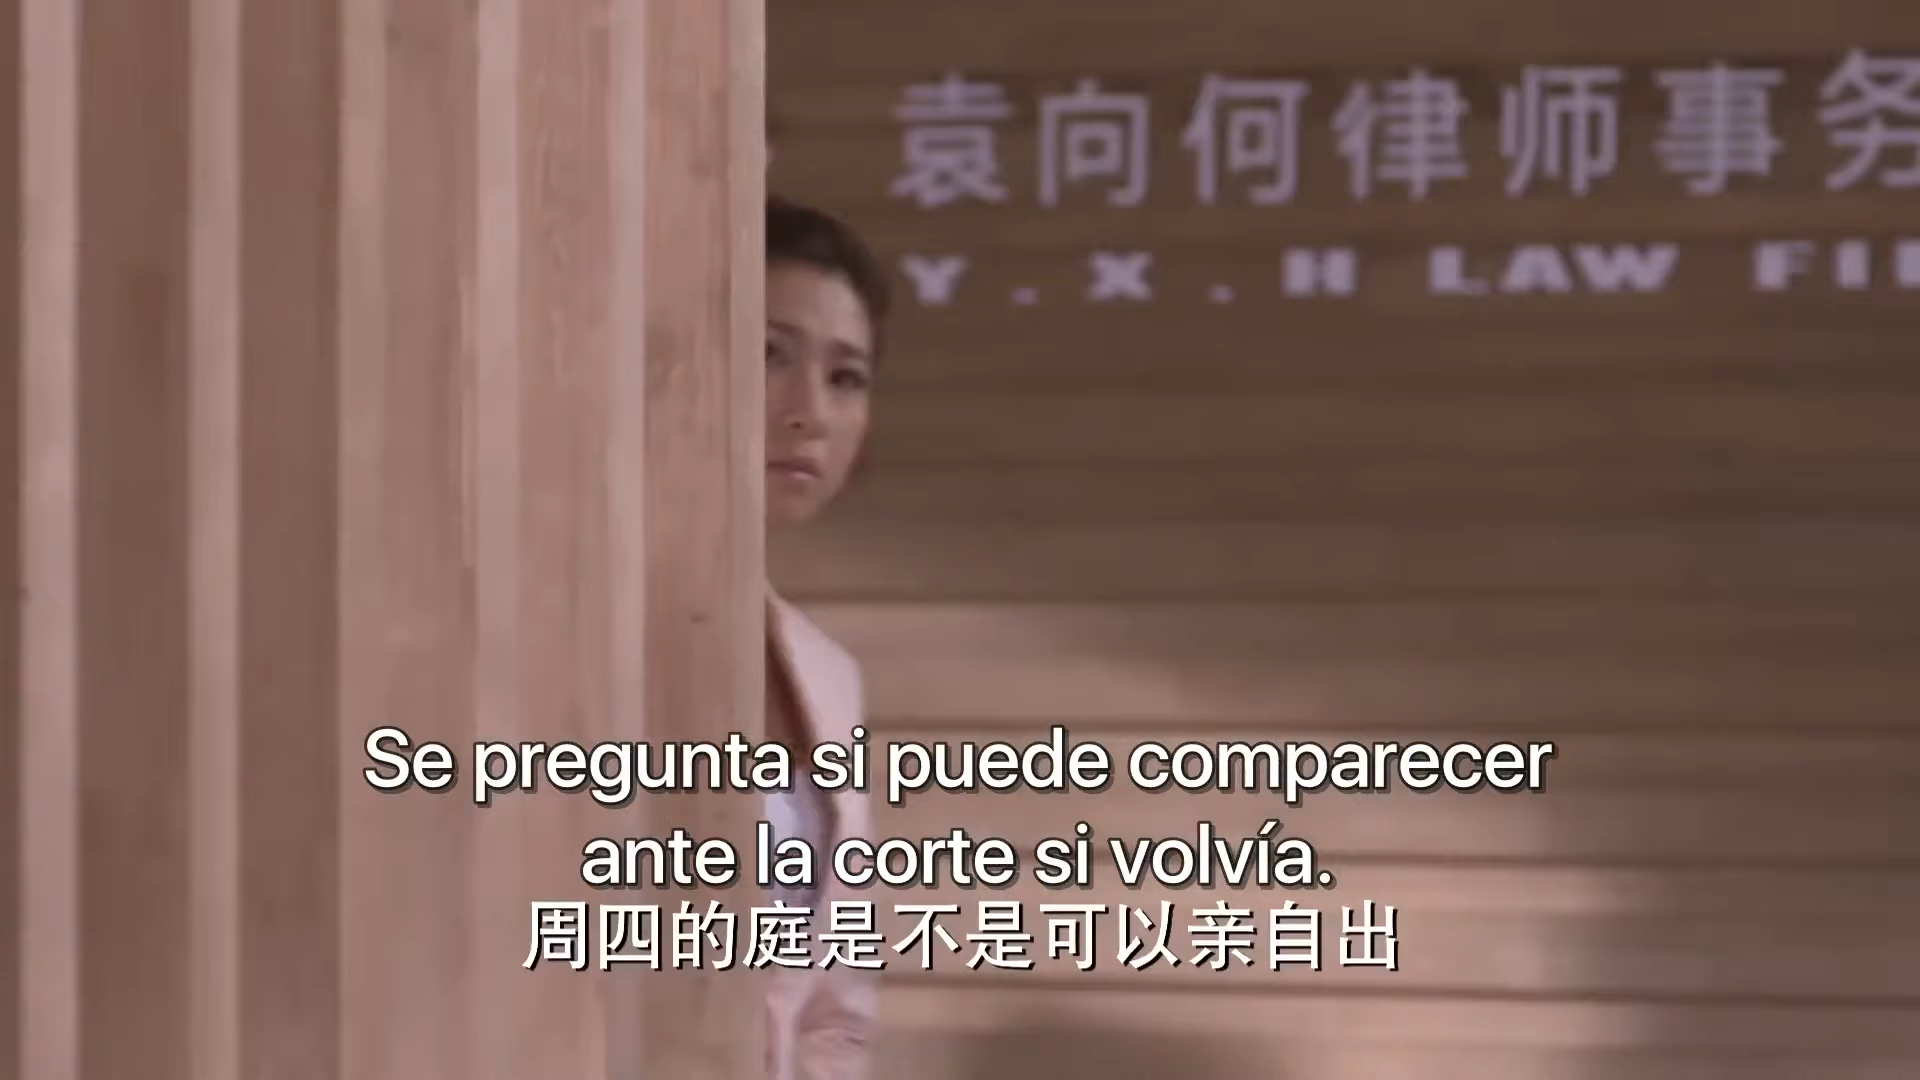 袁向何律师事务
Y.X.H LAW FI
Se pregunta si puede comparecer
ante la corte si volvía.
周四的庭是不是可以亲自出